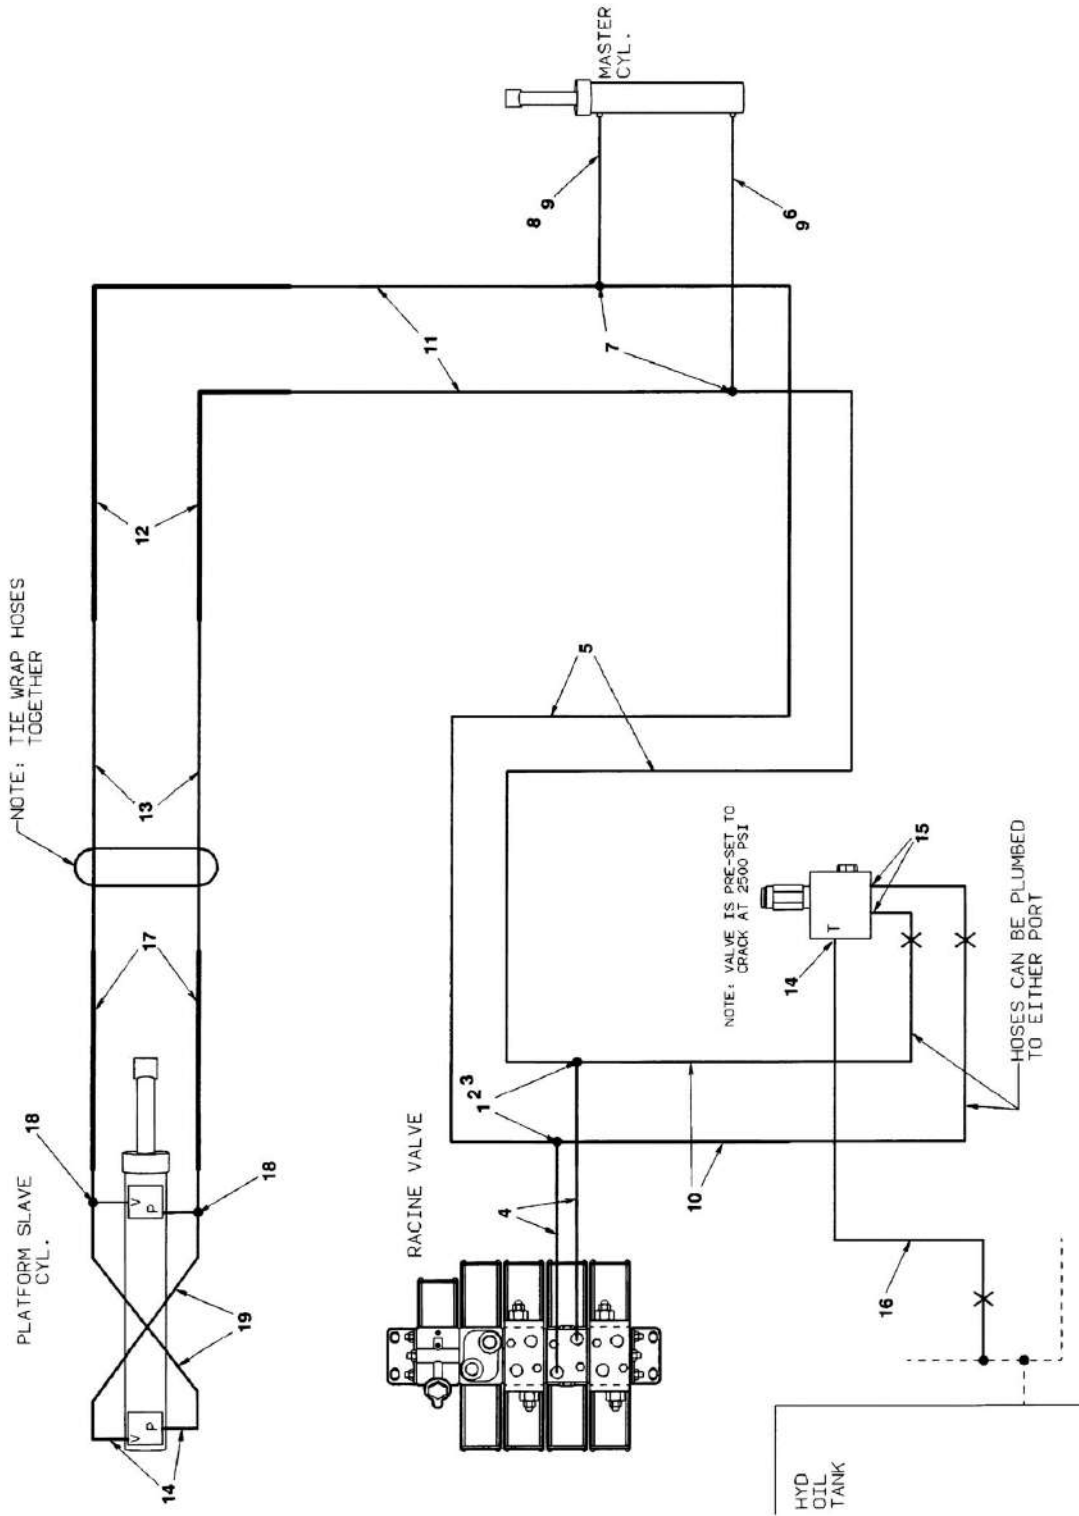 NOTE: TIE WRAP HOSES
TOGETHER
PLATFORM SLAVE
CYL.
18
V
P
V
P
14
19
18
17
13
12
11
MASTER
CYL.
8
9
6
9
7
5
RACINE VALVE
1
2
3
4
10
NOTE: VALVE IS PRE-SET TO
CRACK AT 2500 PSI
T
14
15
HOSES CAN BE PLUMBED
TO EITHER PORT
16
HYD
OIL
TANK